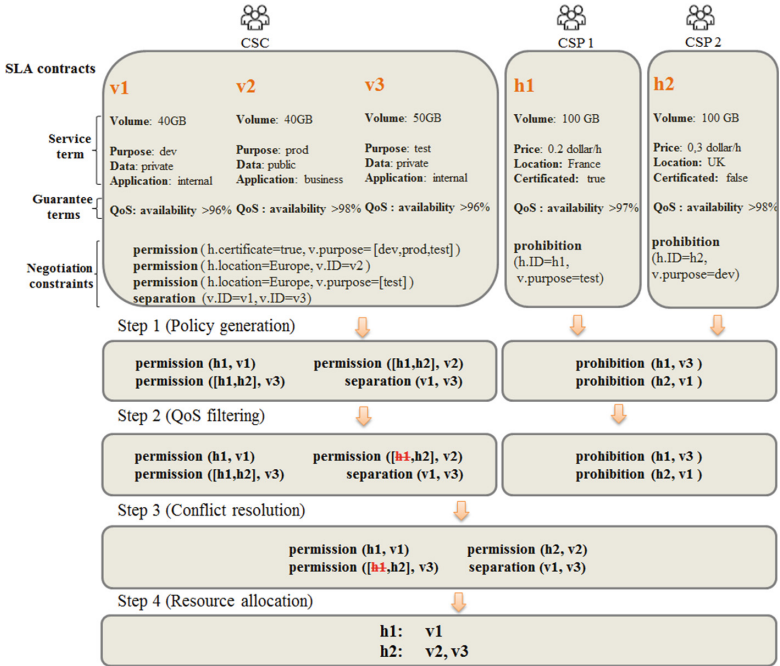 CSC
CSP 1
CSP 2
SLA contracts
v1
v2
v3
h1
h2
Service term
Volume: 40GB
Purpose: dev
Data: private
Application: internal
Volume: 40GB
Purpose: prod
Data: public
Application: business
Volume: 50GB
Purpose: test
Data: private
Application: internal
Volume: 100 GB
Price: 0.2 dollar/h
Location: France
Certificated: true
Volume: 100 GB
Price: 0,3 dollar/h
Location: UK
Certificated: false
Guarantee terms
QoS: availability >96%
QoS : availability >98%
QoS: availability >96%
QoS : availability >97%
QoS : availability >98%
Negotiation constraints
permission ( h.certificate=true, v.purpose= [dev,prod,test] )
permission ( h.location=Europe, v.ID=v2 )
permission ( h.location=Europe, v.purpose=[test] )
separation (v.ID=v1, v.ID=v3)
prohibition
(h.ID=h1,
v.purpose=test)
prohibition
(h.ID=h2,
v.purpose=dev)
Step 1 (Policy generation)
permission (h1, v1) permission ([h1,h2], v2)
permission ([h1,h2], v3) separation (v1, v3)
prohibition (h1, v3 )
prohibition (h2, v1 )
Step 2 (QoS filtering)
permission (h1, v1) permission ([h1,h2], v2)
permission ([h1,h2], v3) separation (v1, v3)
prohibition (h1, v3 )
prohibition (h2, v1 )
Step 3 (Conflict resolution)
permission (h1, v1) permission (h2, v2)
permission ([h1,h2], v3) separation (v1, v3)
Step 4 (Resource allocation)
h1: v1
h2: v2, v3